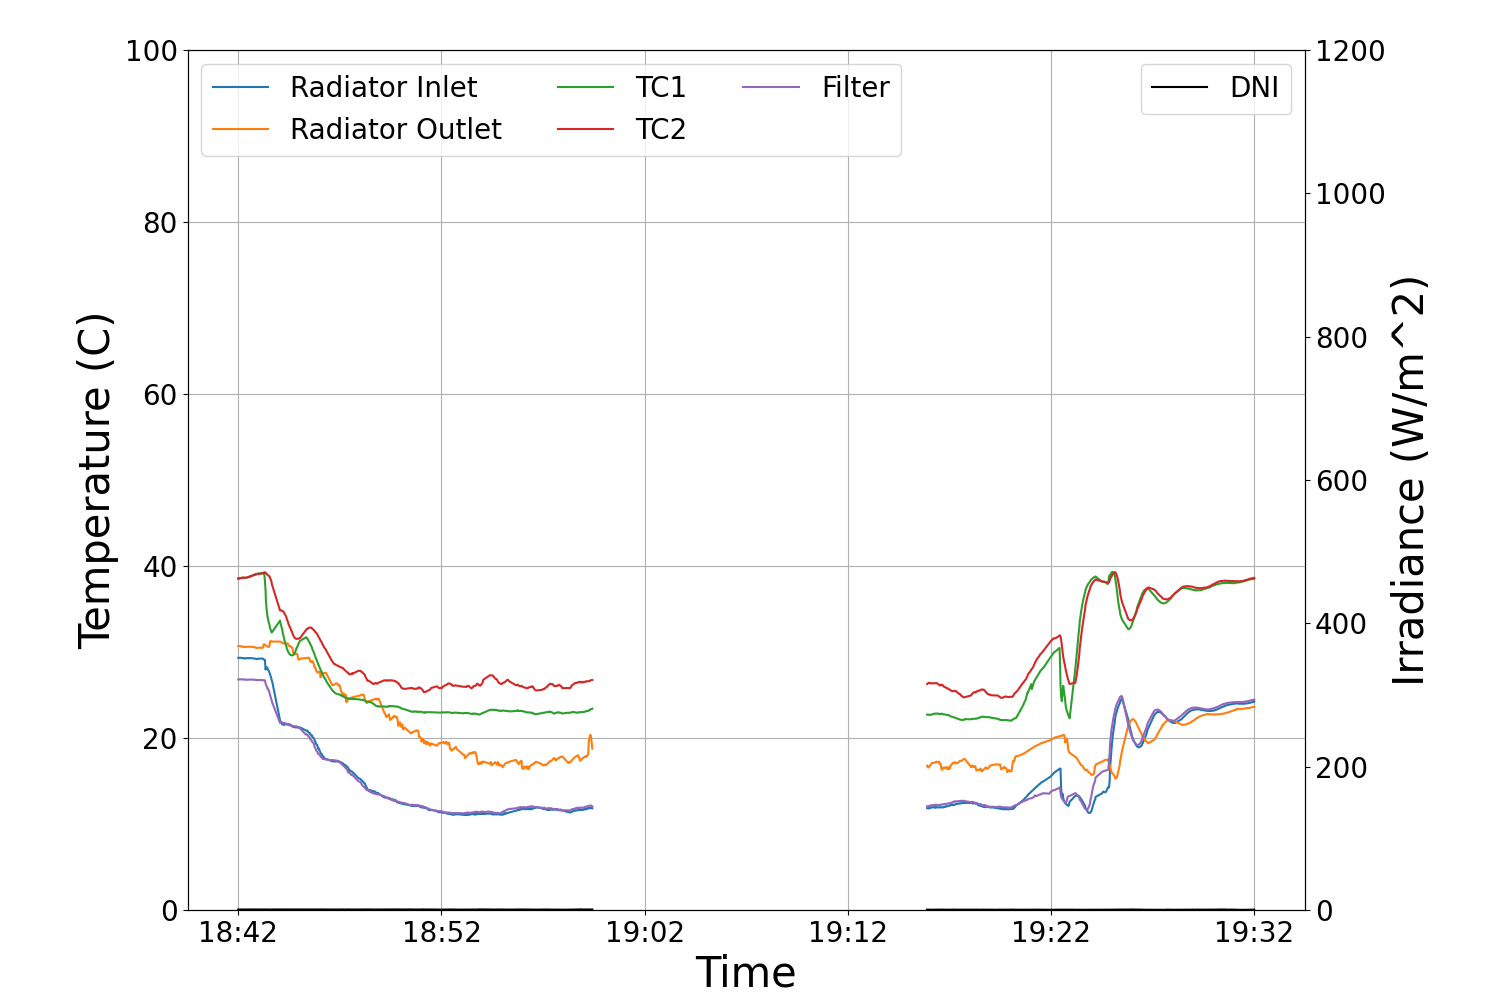 Radiator Inlet
Radiator Outlet
TC1
TC2
Filter
DNI
100
80
60
40
20
0
Temperature (C)
1200
1000
800
600
400
200
0
Irradiance (W/m^2)
18:42
18:52
19:02
19:12
19:22
19:32
Time